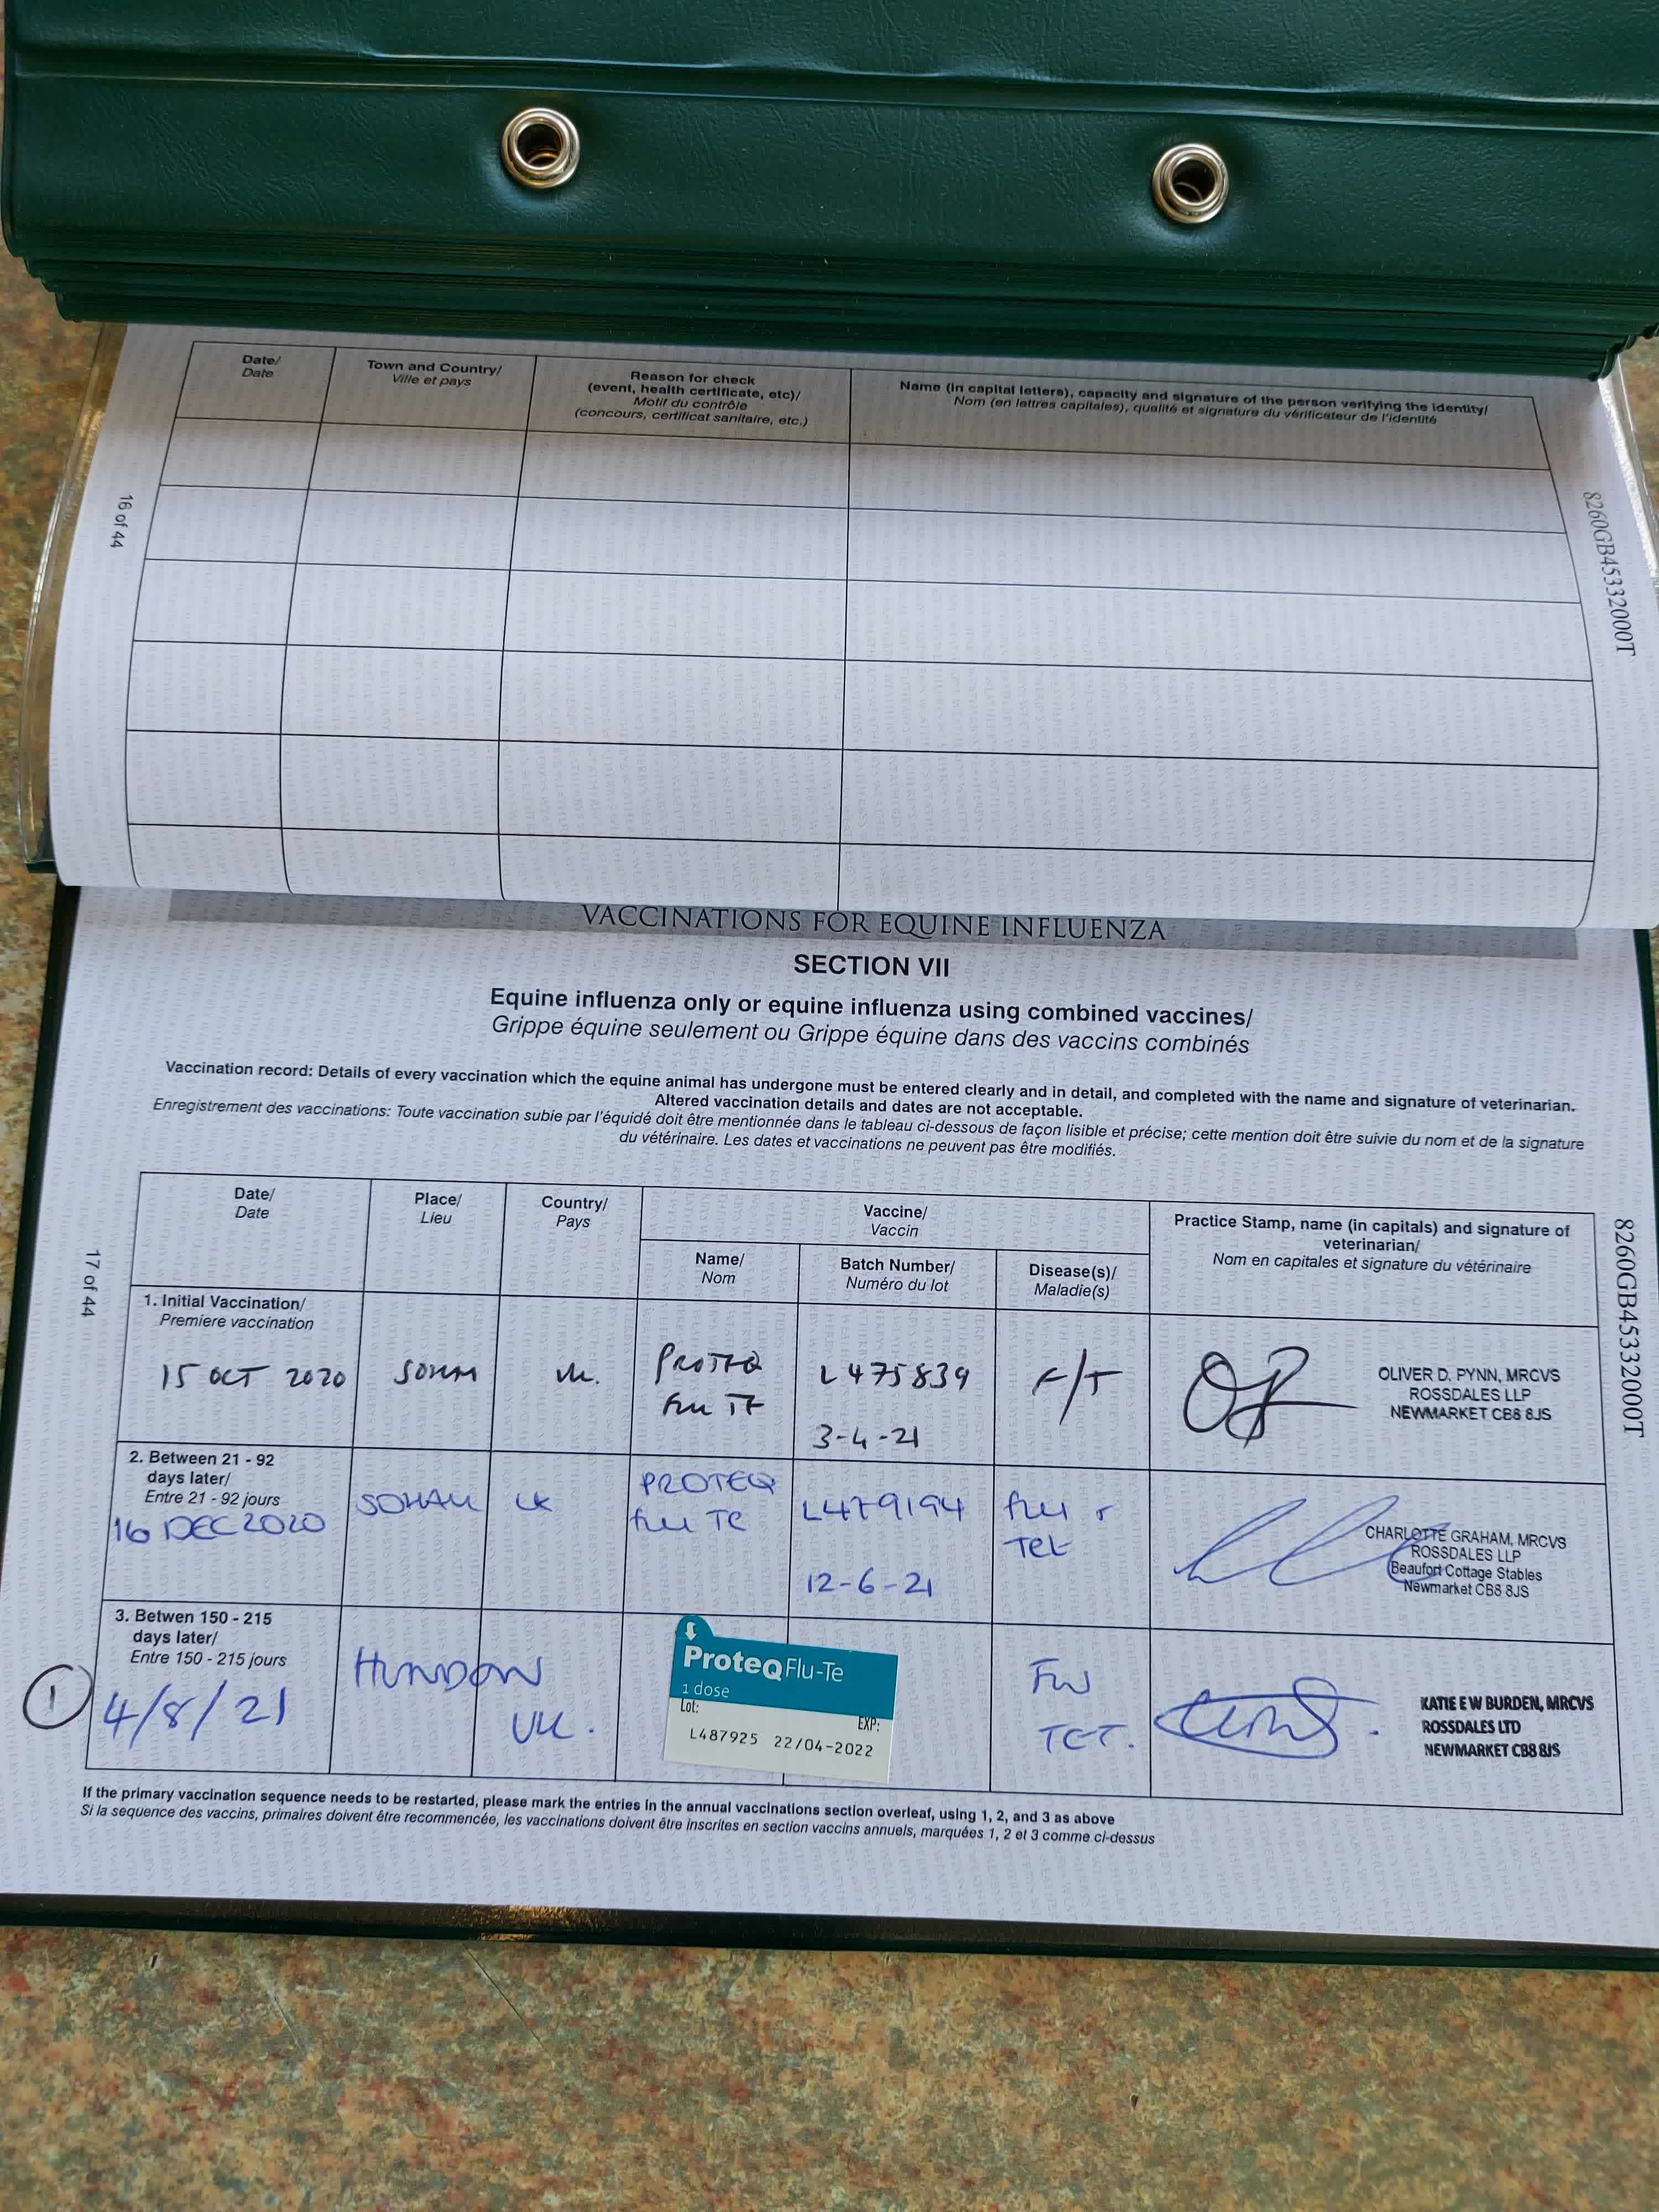 Date/
Date
Town and Country/
Ville et pays
Reason for check
(event, health certificate, etc)/
Motif du contrôle
(concours, certificat sanitaire, etc.)
Name (in capital letters), capacity and signature of the person verifying the identity/
Nom (en lettres capitales), qualité et signature du vérificateur de l'identité
16 of 44
8260GB45332000T
VACCINATIONS FOR EQUINE INFLUENZA
SECTION VII
Equine influenza only or equine influenza using combined vaccines/
Grippe équine seulement ou Grippe équine dans des vaccins combinés
Vaccination record: Details of every vaccination which the equine animal has undergone must be entered clearly and in detail, and completed with the name and signature of veterinarian.
Altered vaccination details and dates are not acceptable.
Enregistrement des vaccinations: Toute vaccination subie par l'équidé doit être mentionnée dans le tableau ci-dessous de façon lisible et précise; cette mention doit être suivie du nom et de la signature
du vétérinaire. Les dates et vaccinations ne peuvent pas être modifiés.
17 of 44
8260GB45332000T
Date/
Date
Place/
Lieu
Country/
Pays
Vaccine/
Vaccin
Name/
Nom
Batch Number/
Numéro du lot
Disease(s)/
Maladie(s)
Practice Stamp, name (in capitals) and signature of
veterinarian/
Nom en capitales et signature du vétérinaire
1. Initial Vaccination/
Premiere vaccination
15 OCT 2020
SOHAM
UK.
PROTEQ
Flu TE
L475839
3-4-21
F/T
OLIVER D. PYNN, MRCVS
ROSSDALES LLP
NEWMARKET CB8 8JS
2. Between 21 - 92
days later/
Entre 21 - 92 jours
16 DEC 2020
SOHAM
UK
PROTEQ
flu TE
L479194
12-6-21
flu +
Tet
CHARLOTTE GRAHAM, MRCVS
ROSSDALES LLP
Beaufort Cottage Stables
Newmarket CB8 8JS
3. Betwen 150 - 215
days later/
Entre 150 - 215 jours
1
4/8/21
HUNDON
UK.
ProteqFlu-Te
1 dose
Lot:
EXP:
L487925 22/04-2022
FLU
TET.
KATIE E W BURDEN, MRCVS
ROSSDALES LTD
NEWMARKET CB8 8JS
If the primary vaccination sequence needs to be restarted, please mark the entries in the annual vaccinations section overleaf, using 1, 2, and 3 as above
Si la sequence des vaccins, primaires doivent être recommencée, les vaccinations doivent être inscrites en section vaccins annuels, marquées 1, 2 et 3 comme ci-dessus